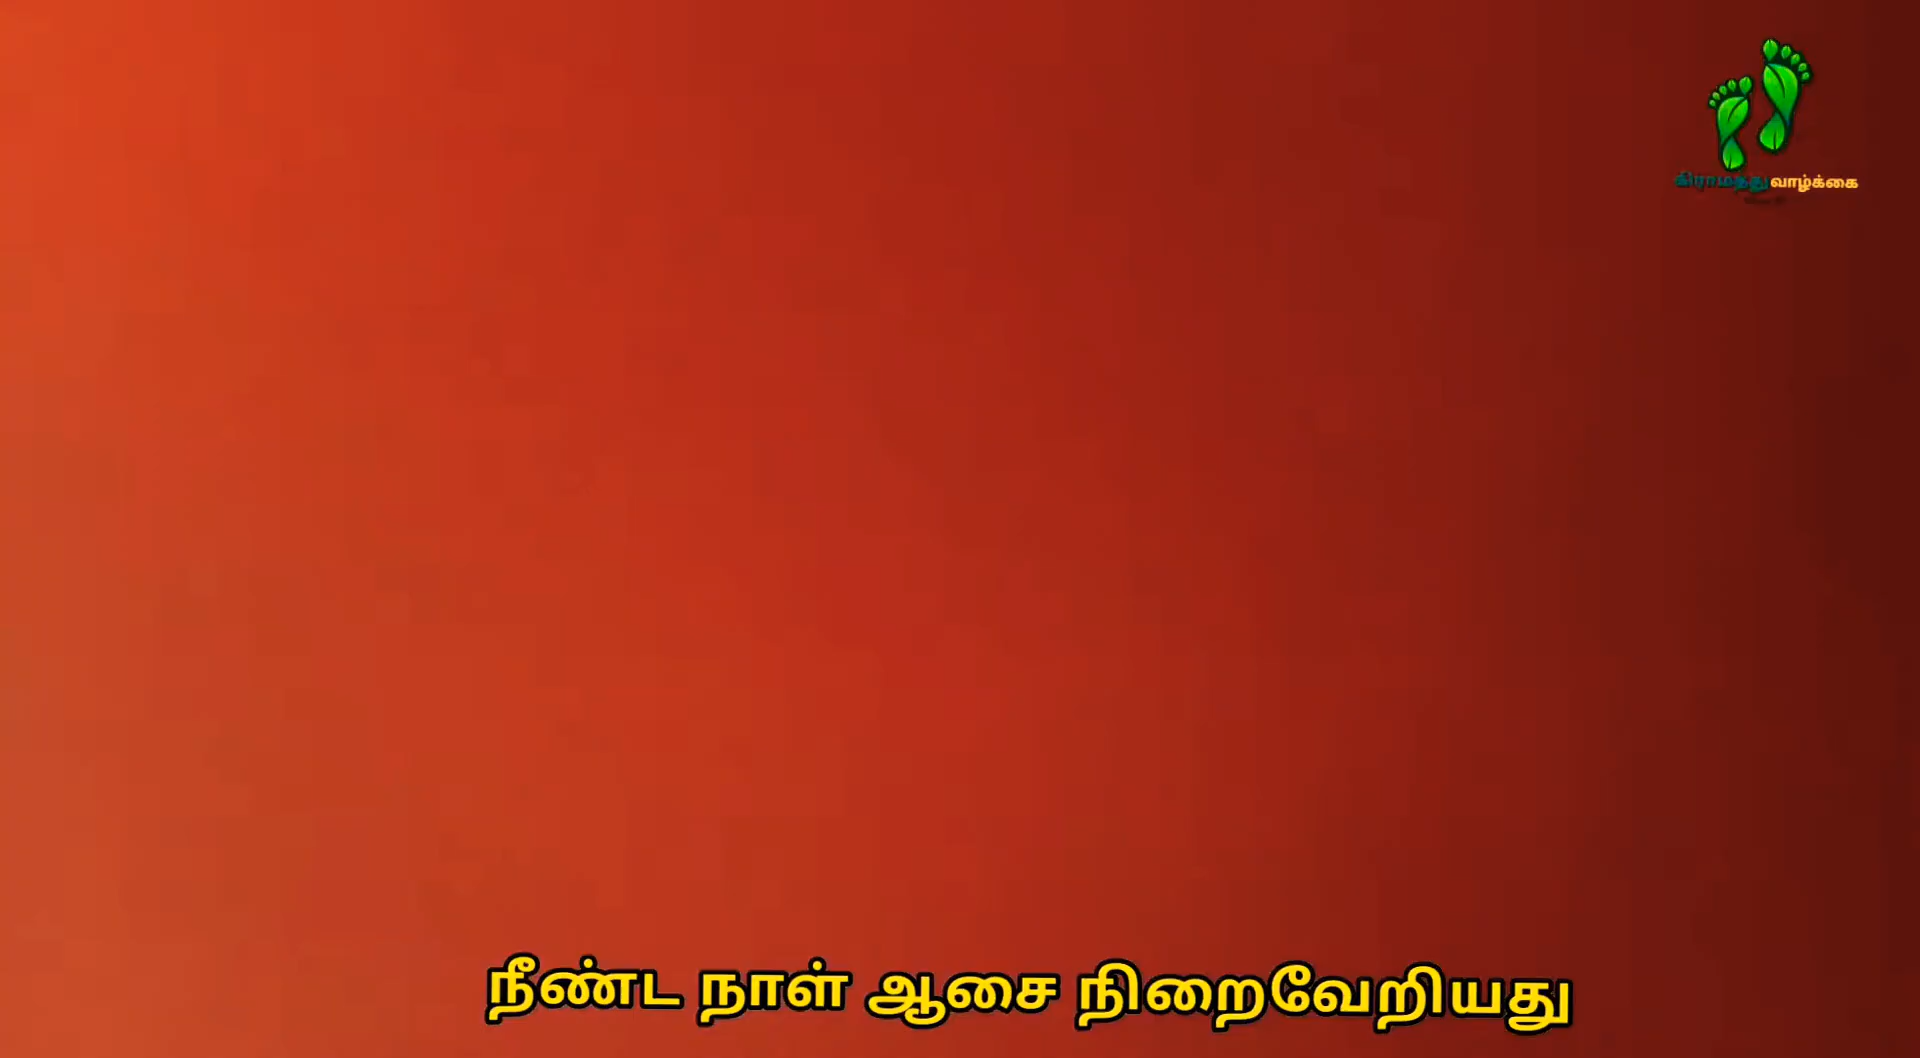 கிராமத்து வாழ்க்கை
நீண்ட நாள் ஆசை நிறைவேறியது